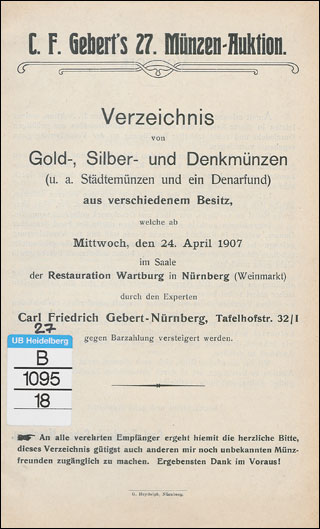 C. F. Gebert's 27. Münzen-Auktion.
Verzeichnis
von
Gold-, Silber- und Denkmünzen
(u. a. Städtemünzen und ein Denarfund)
aus verschiedenem Besitz,
welche ab
Mittwoch, den 24. April 1907
im Saale
der Restauration Wartburg in Nürnberg (Weinmarkt)
durch den Experten
Carl Friedrich Gebert-Nürnberg, Tafelhofstr. 32/I
27
gegen Barzahlung versteigert werden.
UB Heidelberg
B
1095
18
☛ An alle verehrten Empfänger ergeht hiemit die herzliche Bitte,
dieses Verzeichnis gütigst auch anderen mir noch unbekannten Münz-
freunden zugänglich zu machen. Ergebensten Dank im Voraus!
Nürnberg.